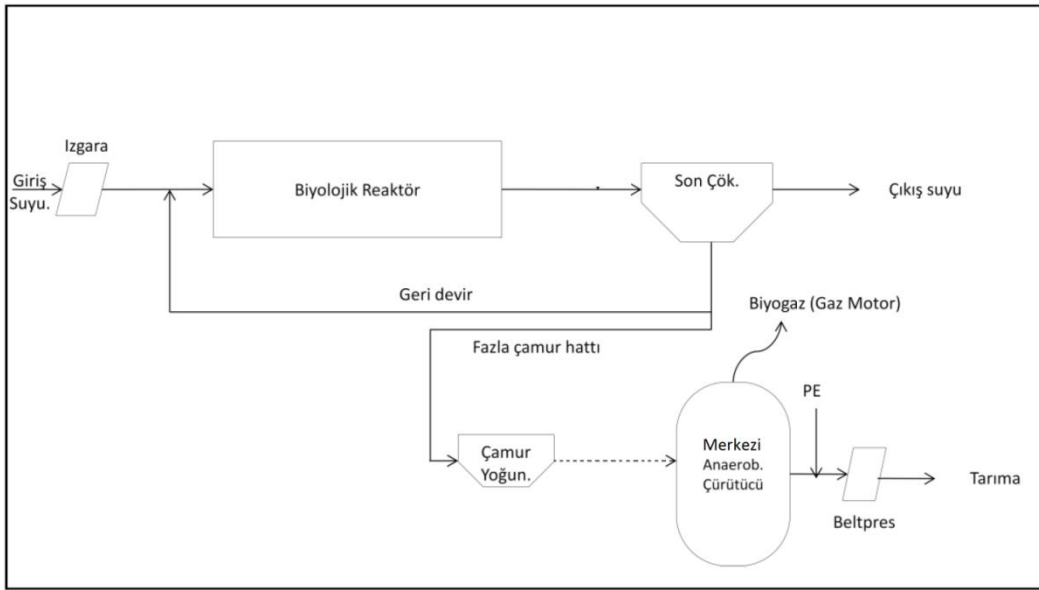 Izgara
Giriş
Suyu.
Biyolojik Reaktör
Son Çök.
Çıkış suyu
Geri devir
Biyogaz (Gaz Motor)
Fazla çamur hattı
PE
Çamur
Yoğun.
Merkezi
Anaerob.
Çürütücü
Tarıma
Beltpres